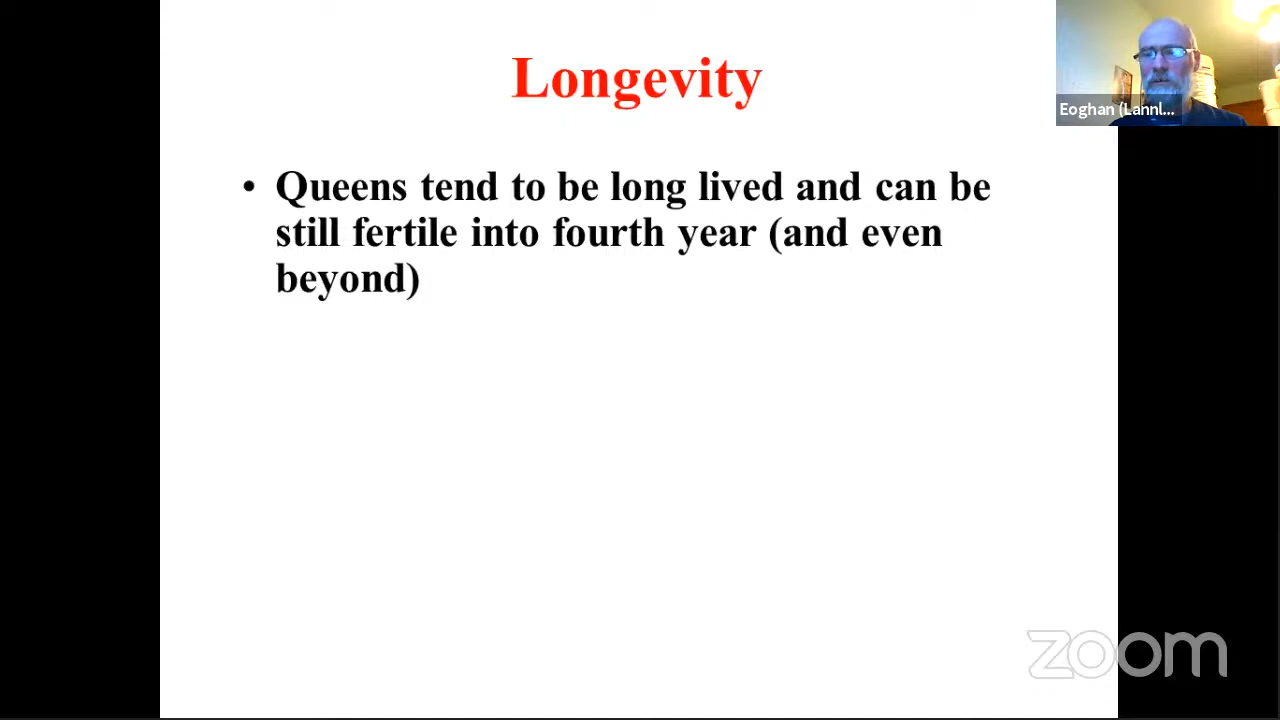 Longevity
Eoghan (Lannl...
• Queens tend to be long lived and can be
still fertile into fourth year (and even
beyond)
zoom